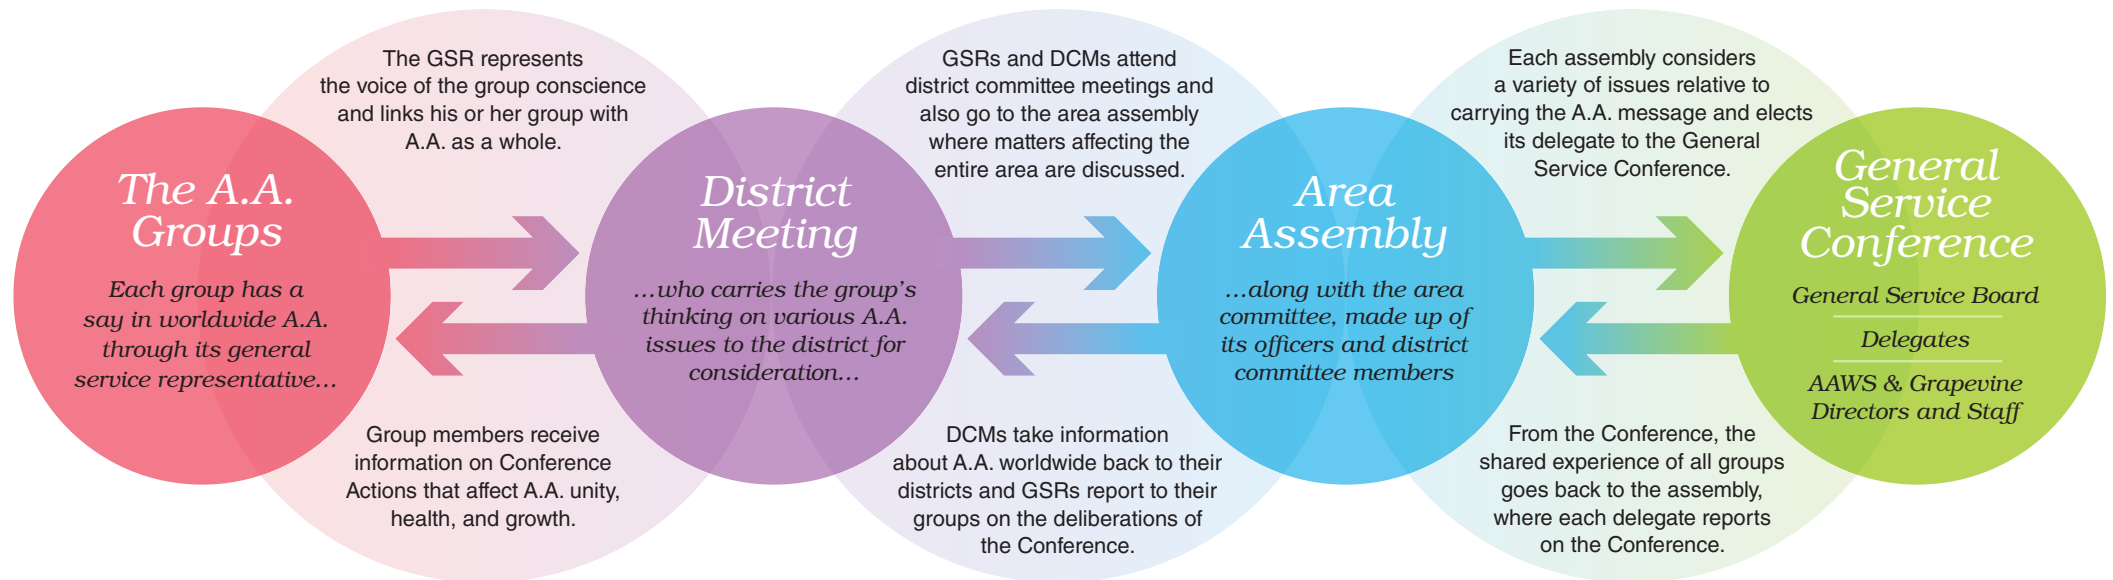 The GSR represents
the voice of the group conscience
and links his or her group with
A.A. as a whole.
GSRs and DCMs attend
district committee meetings and
also go to the area assembly
where matters affecting the
entire area are discussed.
Each assembly considers
a variety of issues relative to
carrying the A.A. message and elects
its delegate to the General
Service Conference.
The A.A.
Groups
Each group has a
say in worldwide A.A.
through its general
service representative…
District
Meeting
…who carries the group’s
thinking on various A.A.
issues to the district for
consideration…
Area
Assembly
…along with the area
committee, made up of
its officers and district
committee members
General
Service
Conference
General Service Board
Delegates
AAWS & Grapevine
Directors and Staff
Group members receive
information on Conference
Actions that affect A.A. unity,
health, and growth.
DCMs take information
about A.A. worldwide back to their
districts and GSRs report to their
groups on the deliberations of
the Conference.
From the Conference, the
shared experience of all groups
goes back to the assembly,
where each delegate reports
on the Conference.